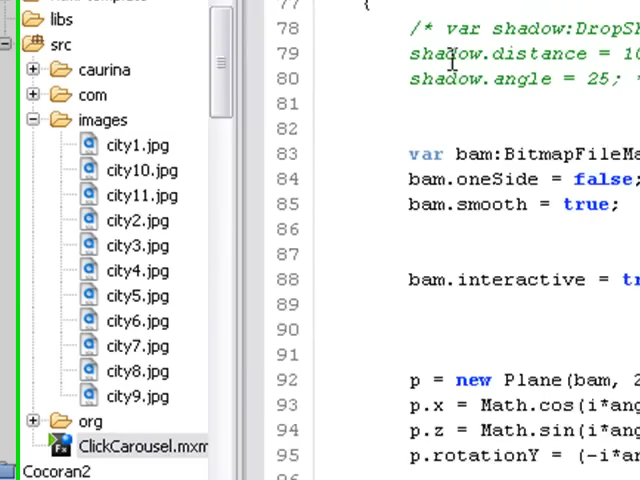 libs
src
caurina
com
images
city1.jpg
city10.jpg
city11.jpg
city2.jpg
city3.jpg
city4.jpg
city5.jpg
city6.jpg
city7.jpg
city8.jpg
city9.jpg
org
ClickCarousel.mxm
Cocoran2
77 {
78 /* var shadow:DropSh
79 shadow.distance = 10
80 shadow.angle = 25; *
81
82
83 var bam:BitmapFileMa
84 bam.oneSide = false;
85 bam.smooth = true;
86
87
88 bam.interactive = tr
89
90
91
92 p = new Plane(bam, 2
93 p.x = Math.cos(i*ang
94 p.z = Math.sin(i*ang
95 p.rotationY = (-i*an
96